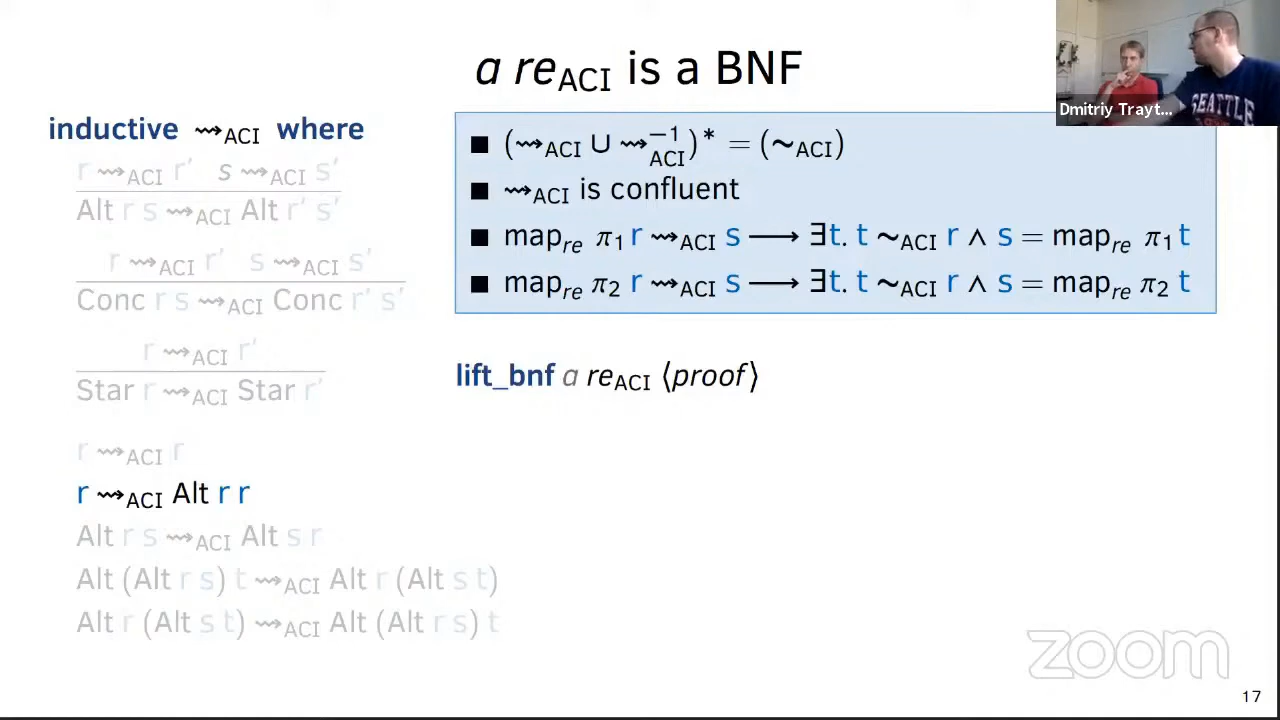 a re_ACI is a BNF
Dmitriy Trayt...
SEATTLE
inductive ⇝_ACI where
r ⇝_ACI r′ s ⇝_ACI s′
Alt r s ⇝_ACI Alt r′ s′
r ⇝_ACI r′ s ⇝_ACI s′
Conc r s ⇝_ACI Conc r′ s′
r ⇝_ACI r′
Star r ⇝_ACI Star r′
r ⇝_ACI r
r ⇝_ACI Alt r r
Alt r s ⇝_ACI Alt s r
Alt (Alt r s) t ⇝_ACI Alt r (Alt s t)
Alt r (Alt s t) ⇝_ACI Alt (Alt r s) t
■ (⇝_ACI ∪ ⇝⁻¹_ACI)* = (∼_ACI)
■ ⇝_ACI is confluent
■ map_re π₁ r ⇝_ACI s ⟶ ∃t. t ∼_ACI r ∧ s = map_re π₁ t
■ map_re π₂ r ⇝_ACI s ⟶ ∃t. t ∼_ACI r ∧ s = map_re π₂ t
lift_bnf a re_ACI ⟨proof⟩
zoom
17